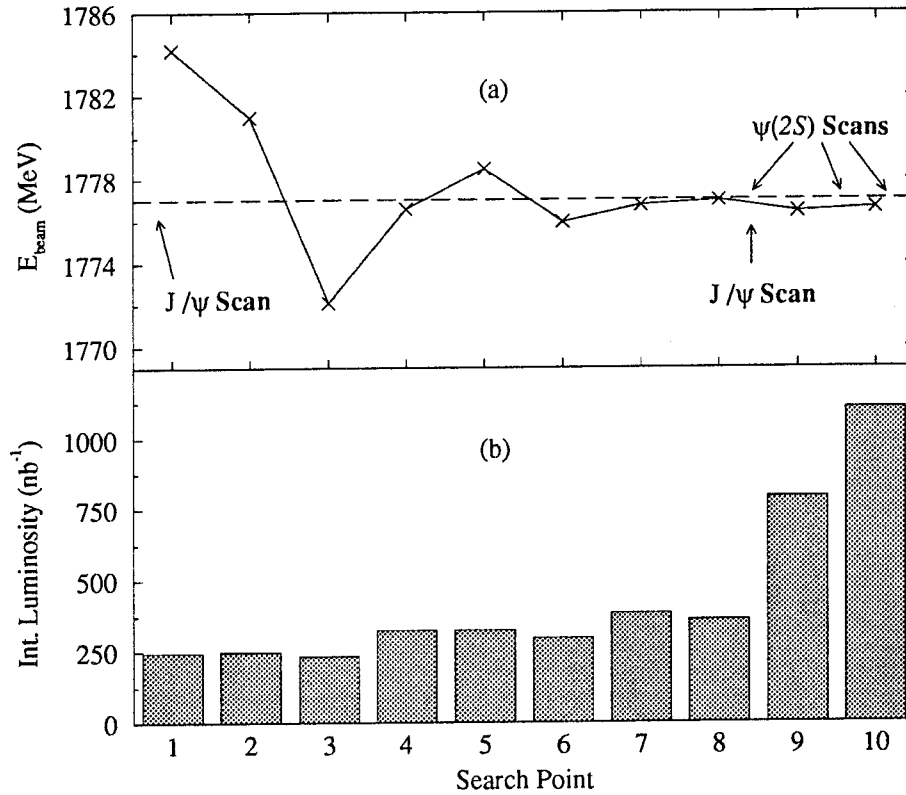 1786
1782
1778
1774
1770
E_beam (MeV)
(a)
ψ(2S) Scans
J/ψ Scan
J/ψ Scan
1000
750
500
250
0
Int. Luminosity (nb⁻¹)
(b)
1 2 3 4 5 6 7 8 9 10
Search Point